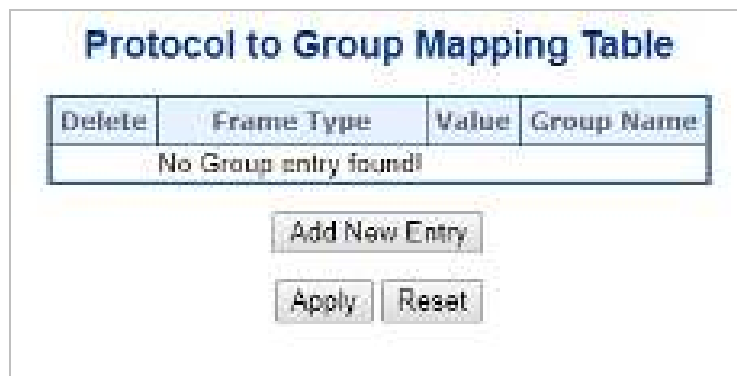 Protocol to Group Mapping Table
Delete Frame Type Value Group Name
No Group entry found!
Add New Entry
Apply Reset